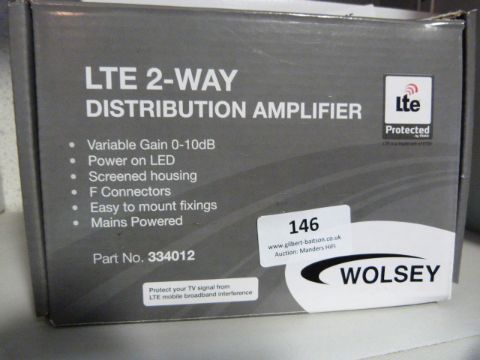 LTE 2-WAY
DISTRIBUTION AMPLIFIER
lte
Protected
• Variable Gain 0-10dB
• Power on LED
• Screened housing
• F Connectors
• Easy to mount fixings
• Mains Powered
Part No. 334012
146
www.gilbert-baitson.co.uk
Auction: Manders HiFi
Protect your TV signal from
LTE mobile broadband interference
WOLSEY